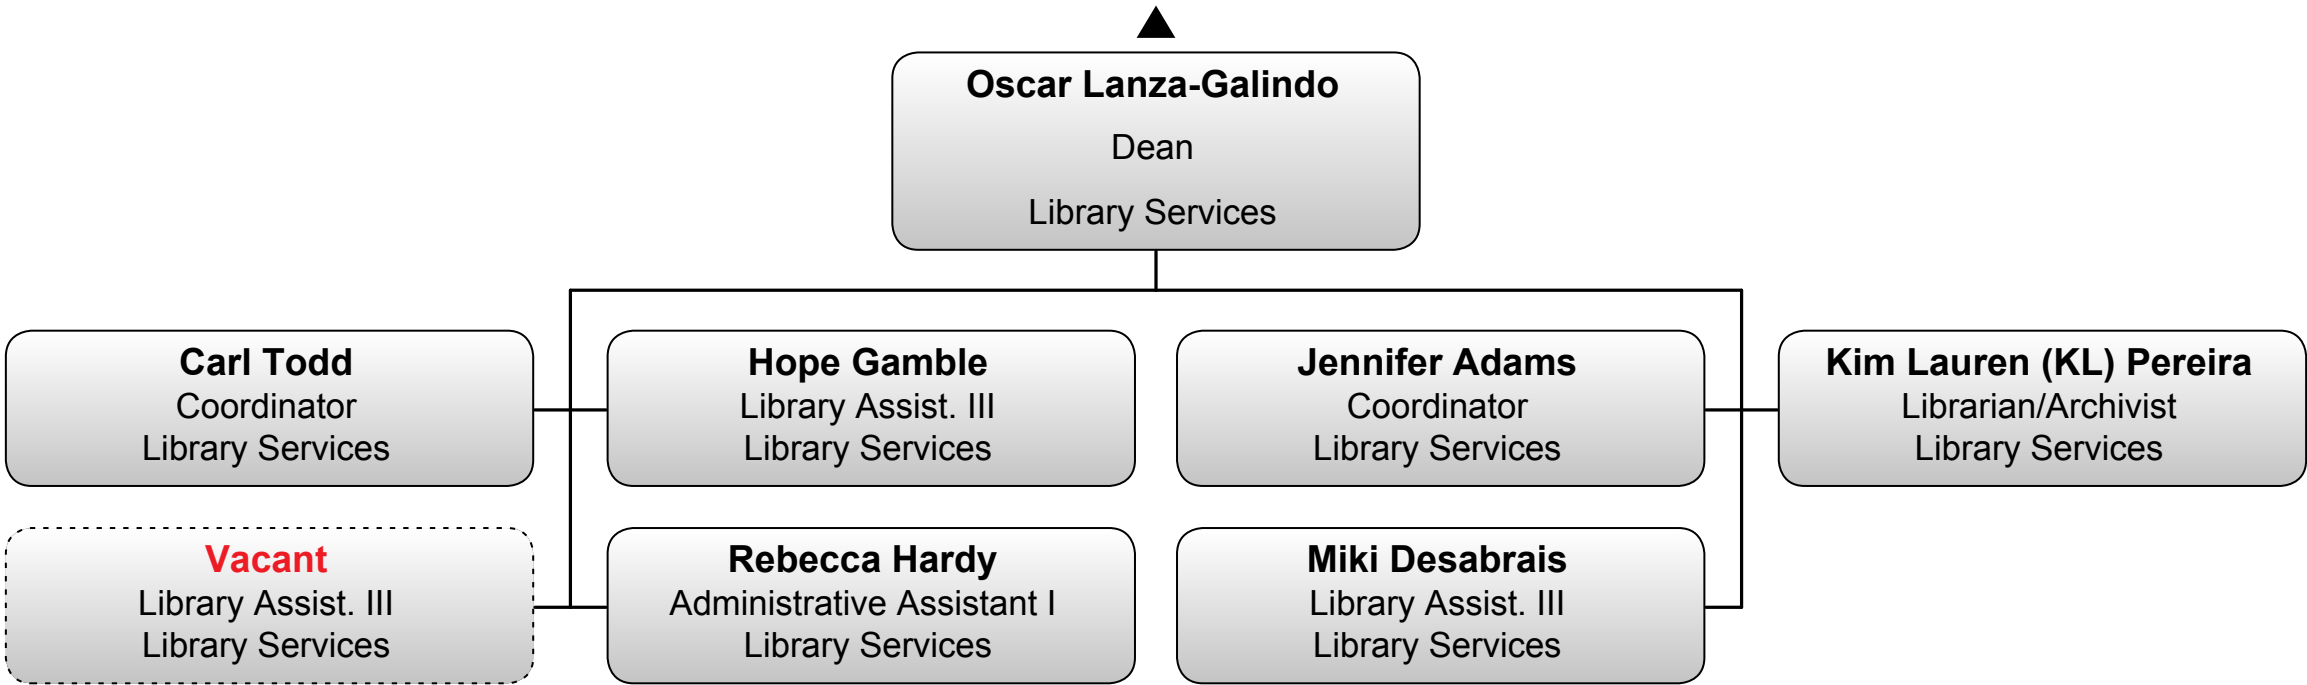 Oscar Lanza-Galindo
Dean
Library Services
Carl Todd
Coordinator
Library Services
Hope Gamble
Library Assist. III
Library Services
Jennifer Adams
Coordinator
Library Services
Kim Lauren (KL) Pereira
Librarian/Archivist
Library Services
Vacant
Library Assist. III
Library Services
Rebecca Hardy
Administrative Assistant I
Library Services
Miki Desabrais
Library Assist. III
Library Services